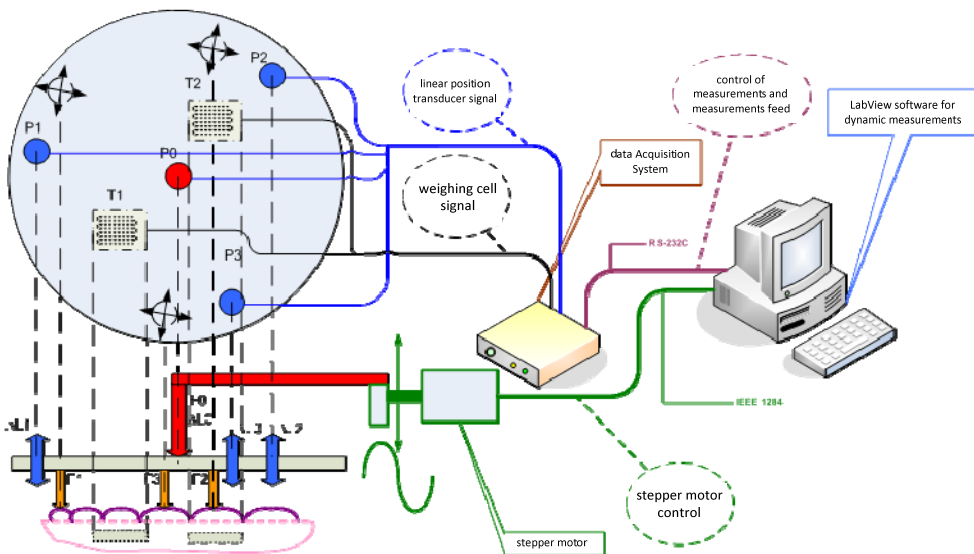 P2
T2
P1
P0
T1
P3
linear position
transducer signal
control of
measurements and
measurements feed
LabView software for
dynamic measurements
data Acquisition
System
weighing cell
signal
RS-232C
IEEE 1284
stepper motor
control
stepper motor